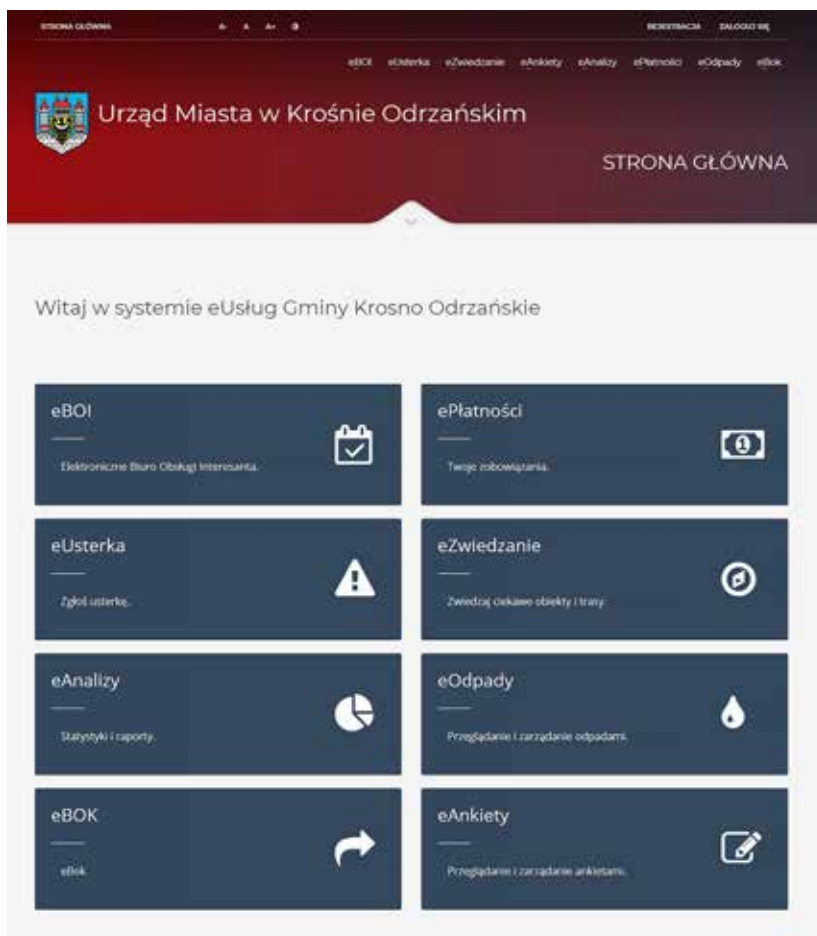 STRONA GŁÓWNA A- A A+ REJESTRACJA ZALOGUJ SIĘ
eBOI eUsterka eZwiedzanie eAnkiety eAnalizy ePłatności eOdpady eBok
Urząd Miasta w Krośnie Odrzańskim
STRONA GŁÓWNA
Witaj w systemie eUsług Gminy Krosno Odrzańskie
eBOI
Elektroniczne Biuro Obsługi Interesanta.
ePłatności
Twoje zobowiązania.
eUsterka
Zgłoś usterkę.
eZwiedzanie
Zwiedzaj ciekawe obiekty i trasy.
eAnalizy
Statystyki i raporty.
eOdpady
Przeglądanie i zarządanie odpadami.
eBOK
eBok
eAnkiety
Przeglądanie i zarządanie ankietami.